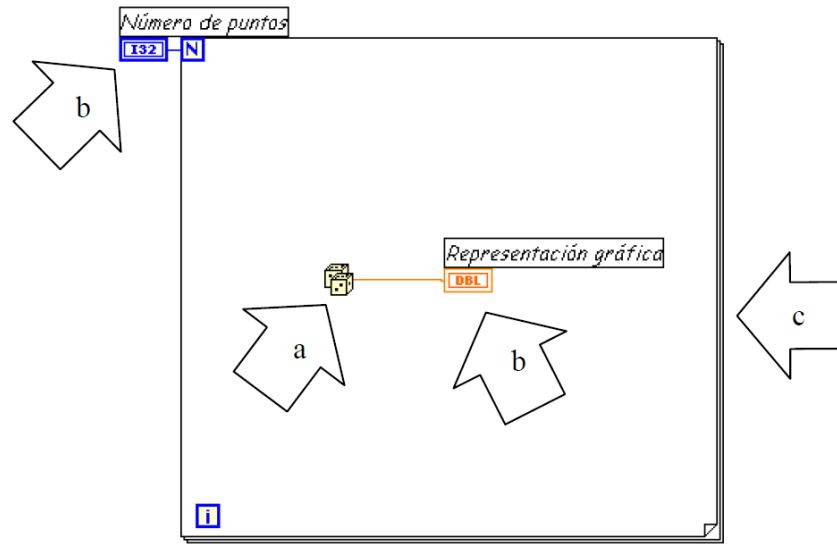 Número de puntos
I32
N
b
Representación gráfica
DBL
a
b
c
i